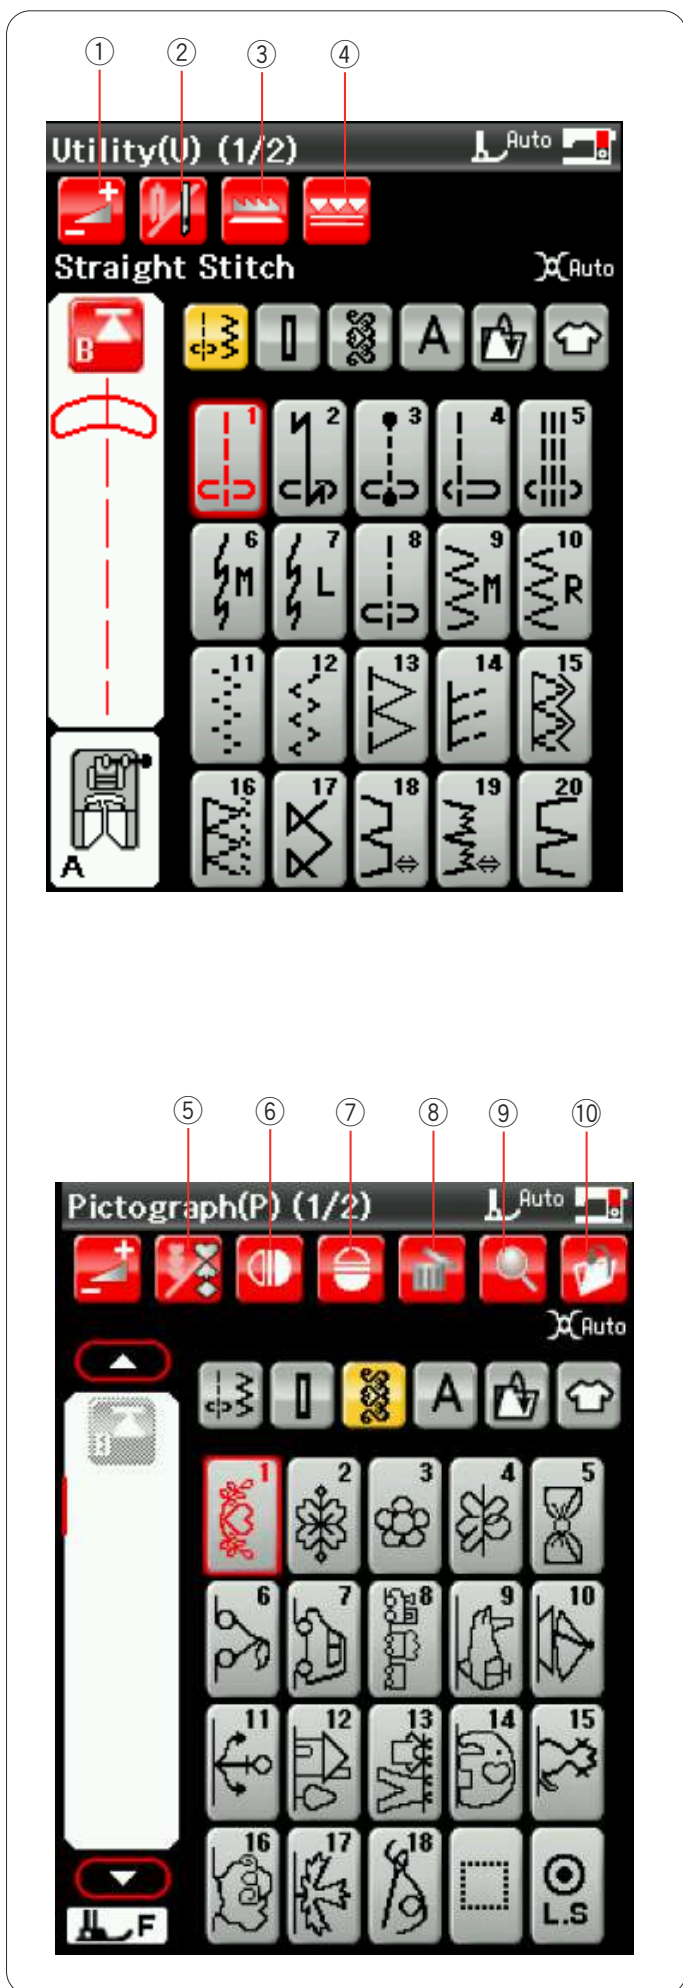 ① ② ③ ④
Utility(U) (1/2) Auto
Straight Stitch Auto
B
A
1 2 3 4 5
6 M 7 L 8 9 M 10 R
11 12 13 14 15
16 17 18 19 20
A
⑤ ⑥ ⑦ ⑧ ⑨ ⑩
Pictograph(P) (1/2) Auto
Auto
A
B
1 2 3 4 5
6 7 8 9 10
11 12 13 14 15
16 17 18 L.S
F